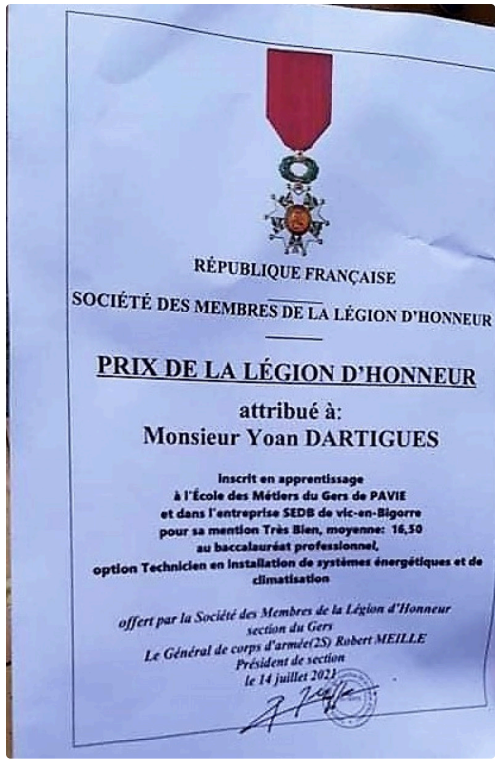 RÉPUBLIQUE FRANÇAISE
SOCIÉTÉ DES MEMBRES DE LA LÉGION D'HONNEUR
PRIX DE LA LÉGION D'HONNEUR
attribué à:
Monsieur Yoan DARTIGUES
inscrit en apprentissage
à l'École des Métiers du Gers de PAVIE
et dans l'entreprise SEDB de vic-en-Bigorre
pour sa mention Très Bien, moyenne: 16,50
au baccalauréat professionnel,
option Technicien en Installation de systèmes énergétiques et de
climatisation
offert par la Société des Membres de la Légion d'Honneur
section du Gers
Le Général de corps d'armée(2S) Robert MEILLE
Président de section
le 14 juillet 2021